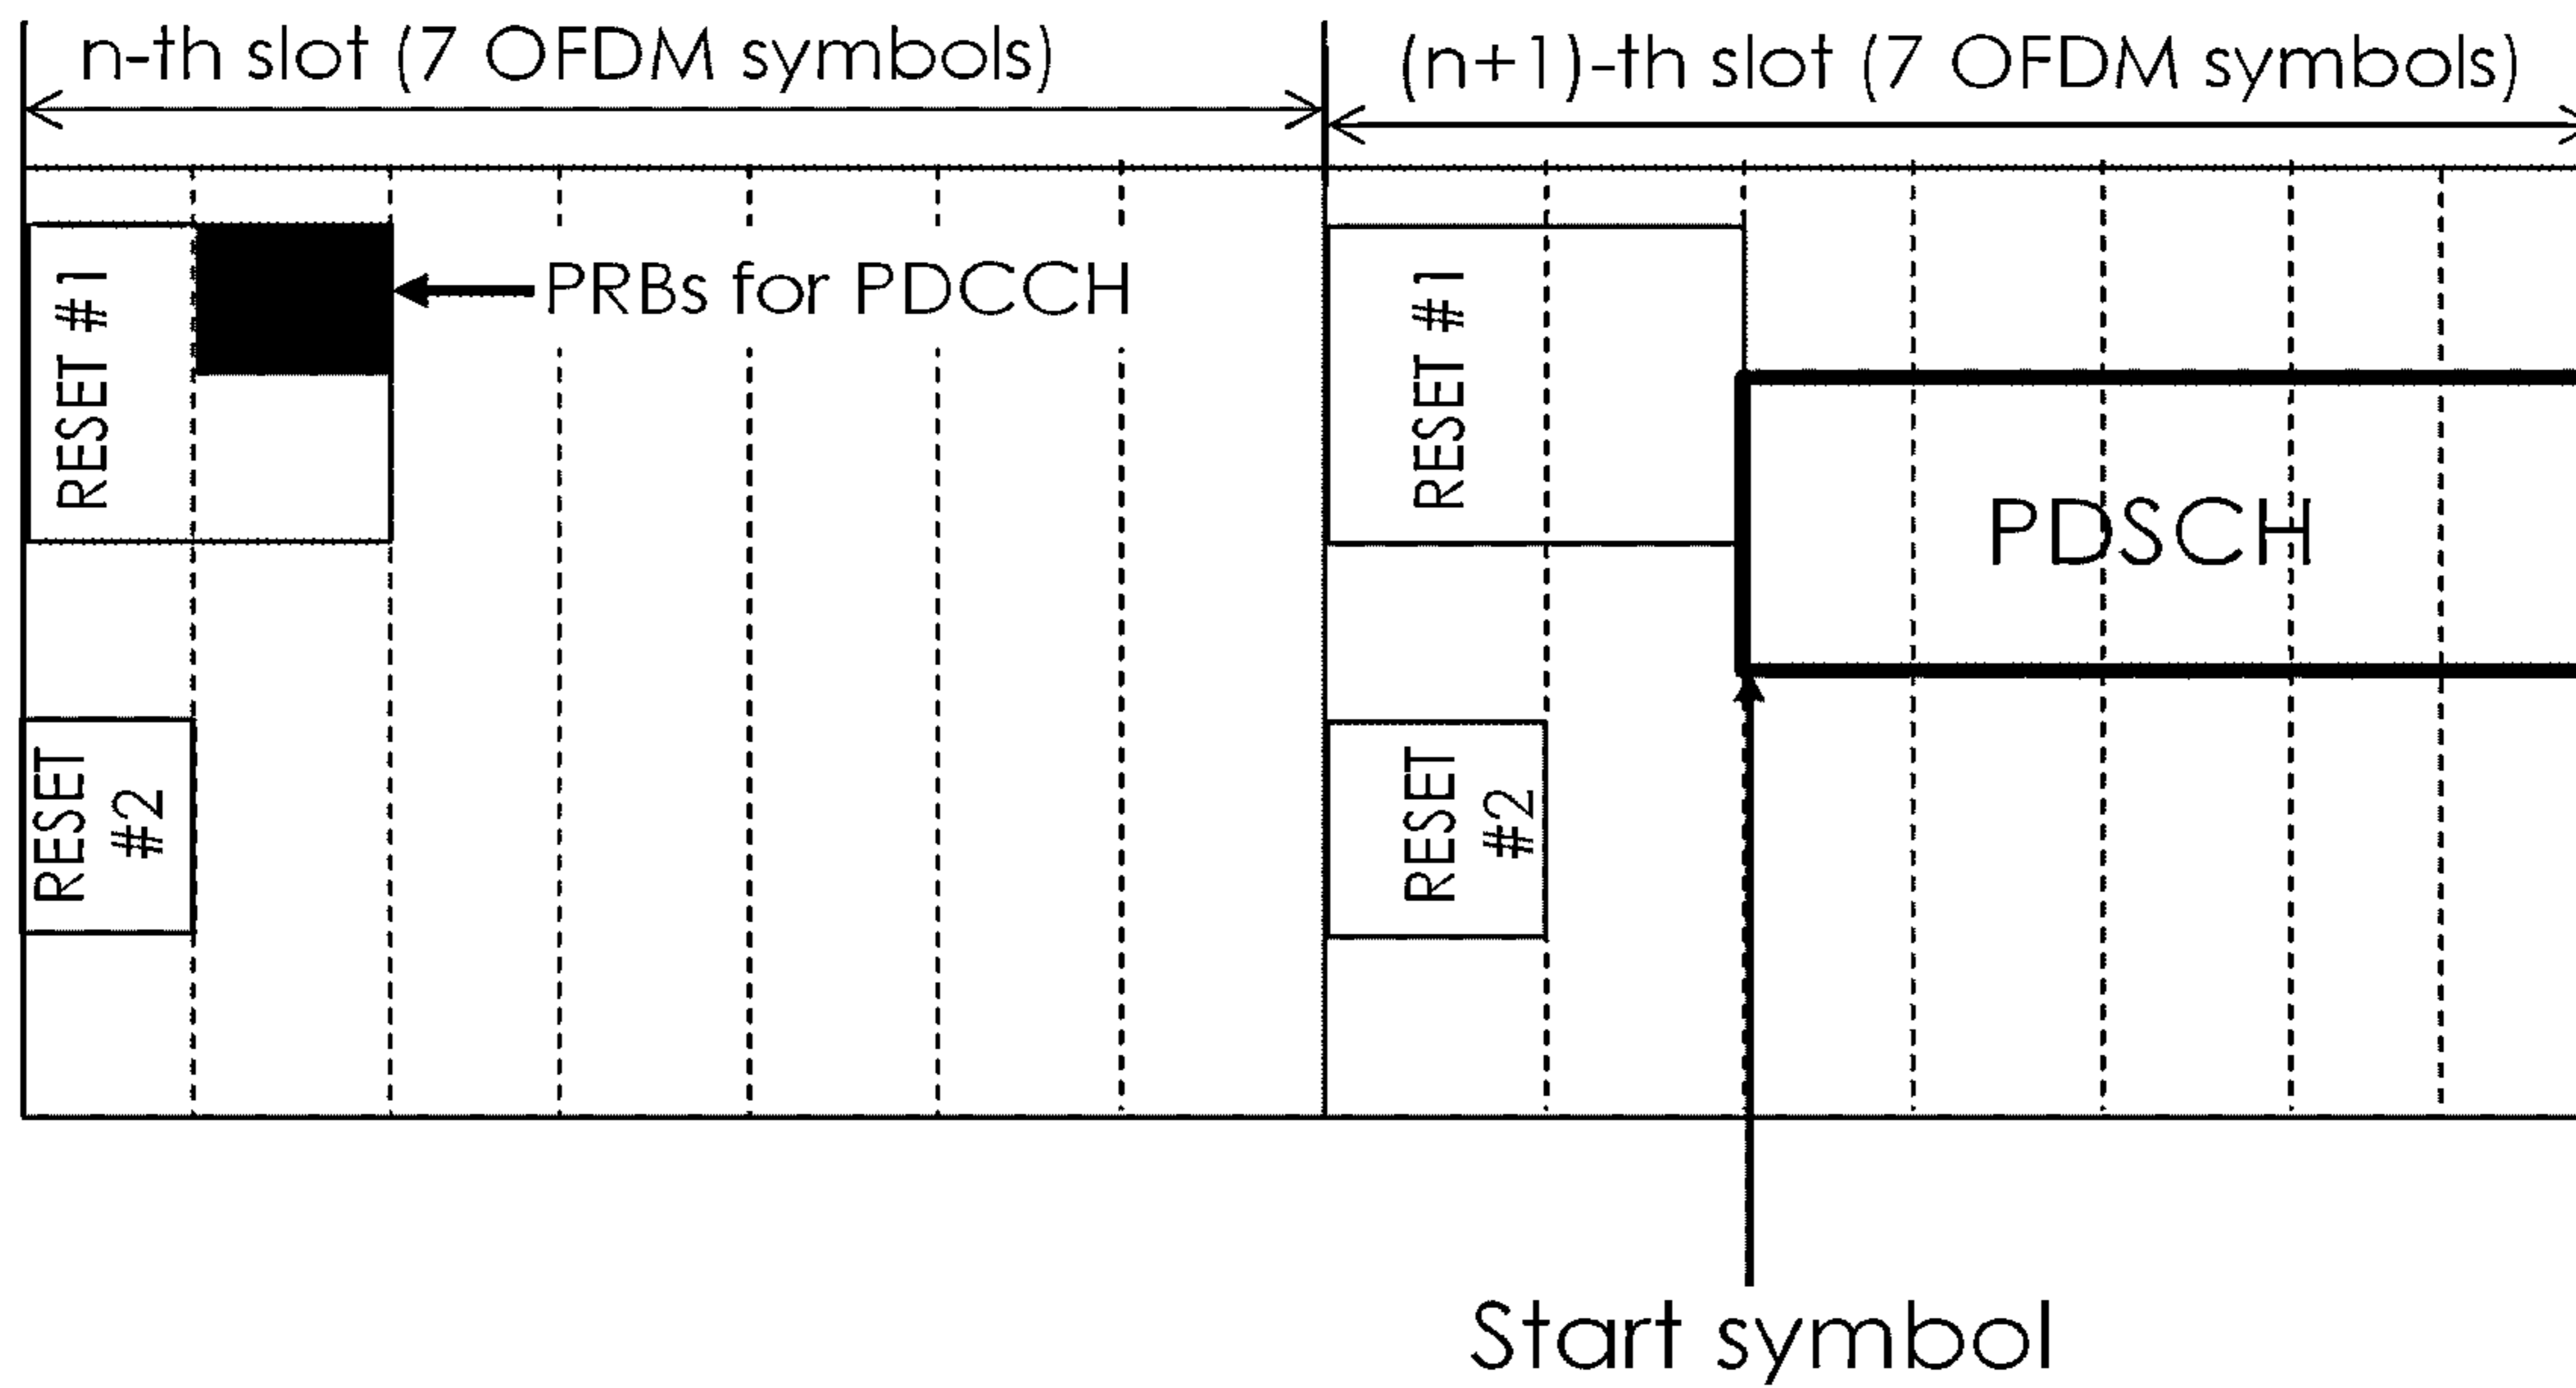 n-th slot (7 OFDM symbols)
(n+1)-th slot (7 OFDM symbols)
RESET #1
PRBs for PDCCH
RESET #1
PDSCH
RESET
#2
RESET
#2
Start symbol